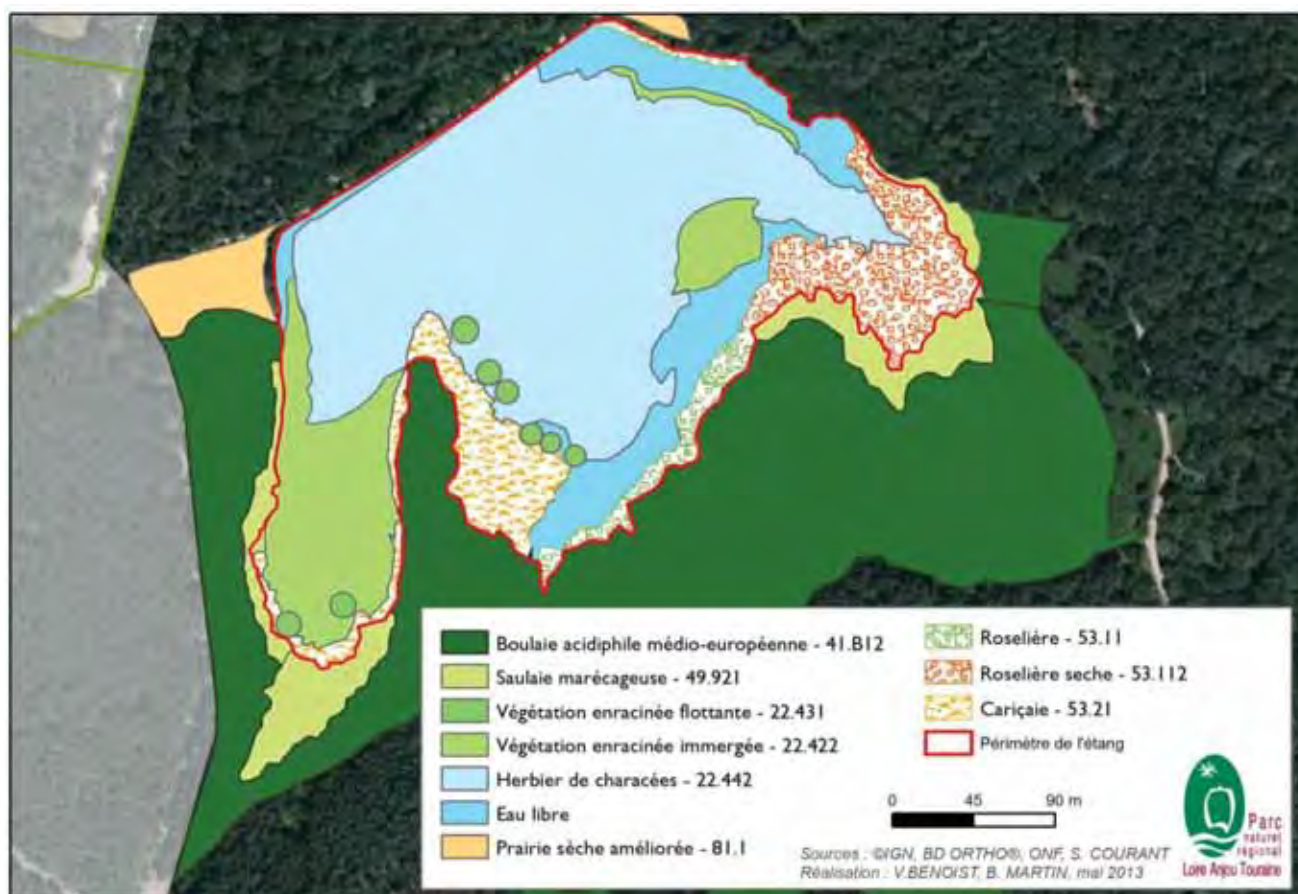 Boulaie acidiphile médio-européenne - 41.B12
Saulaie marécageuse - 49.921
Végétation enracinée flottante - 22.431
Végétation enracinée immergée - 22.422
Herbier de characées - 22.442
Eau libre
Prairie sèche améliorée - 81.1
Roselière - 53.11
Roselière seche - 53.112
Cariçaie - 53.21
Périmètre de l'étang
0 45 90 m
Sources : ©IGN, BD ORTHO®, ONF, S. COURANT
Réalisation : V.BENOIST, B. MARTIN, mai 2013
Parc
naturel
régional
Loire Anjou Touraine